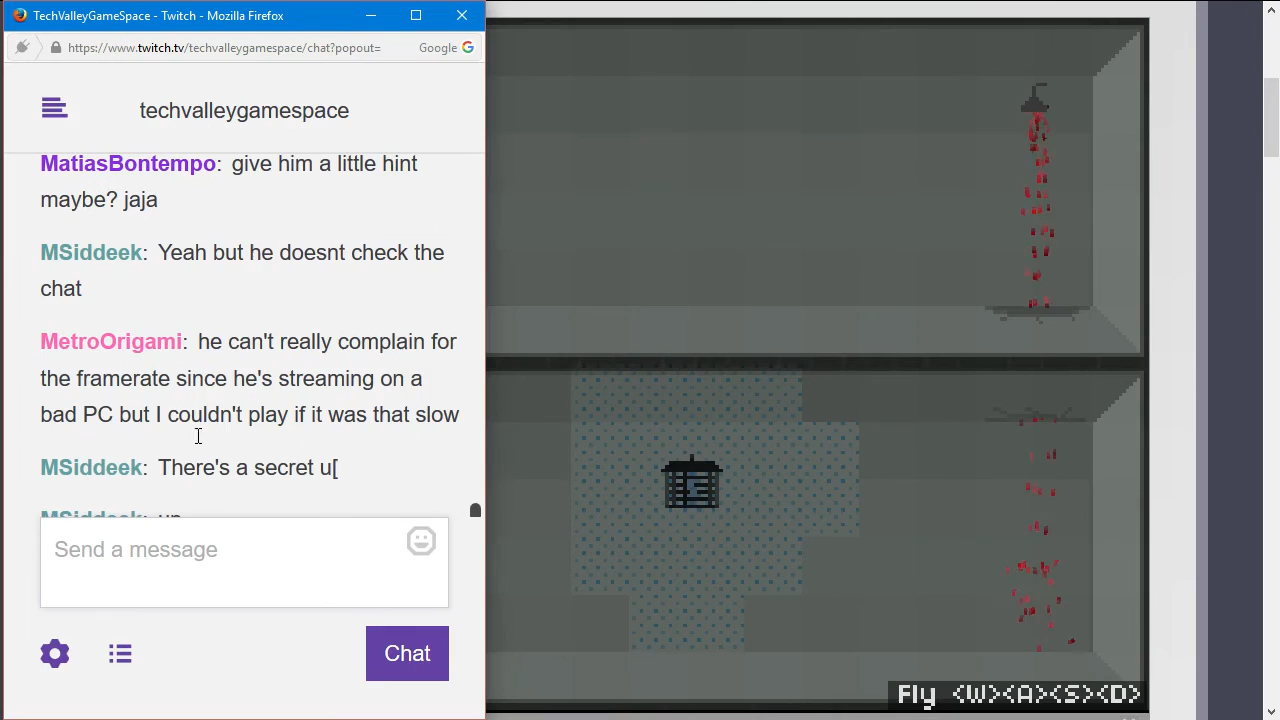 TechValleyGameSpace - Twitch - Mozilla Firefox
https://www.twitch.tv/techvalleygamespace/chat?popout=
Google
techvalleygamespace
MatiasBontempo: give him a little hint
maybe? jaja
MSiddeek: Yeah but he doesnt check the
chat
MetroOrigami: he can't really complain for
the framerate since he's streaming on a
bad PC but I couldn't play if it was that slow
MSiddeek: There's a secret u[
MSiddeek: up
Send a message
Chat
Fly <W><A><S><D>